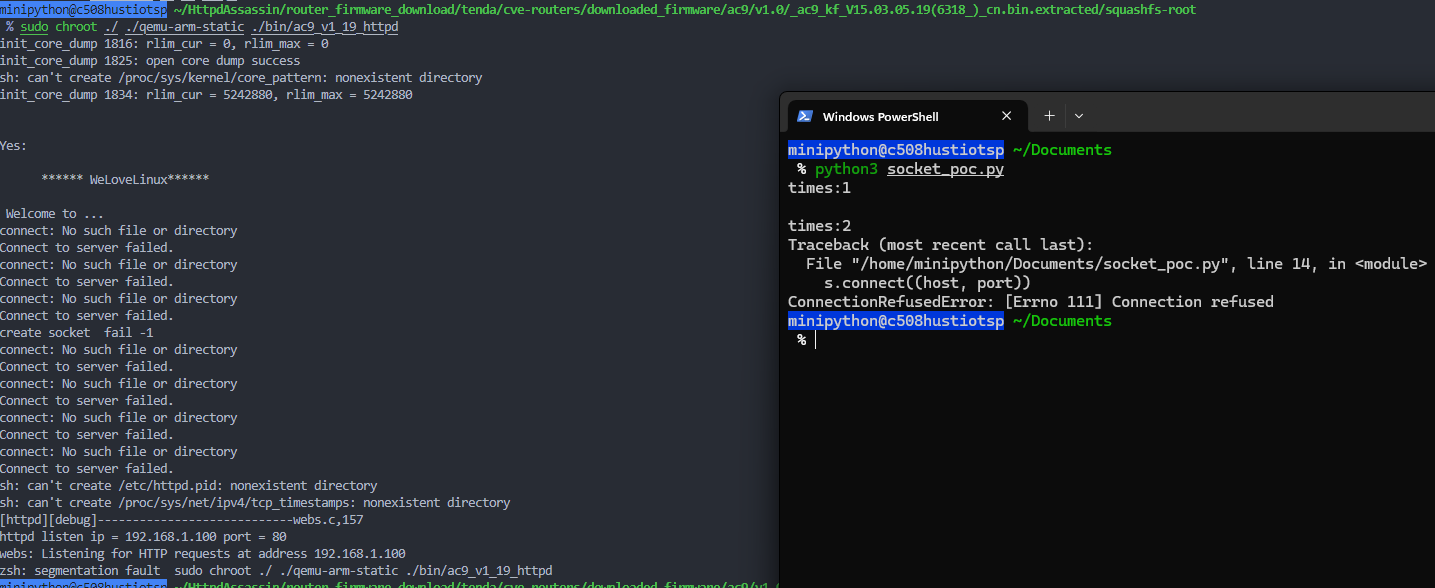 minipython@c508hustiotsp ~/HttpdAssassin/router_firmware_download/tenda/cve-routers/downloaded_firmware/ac9/v1.0/_ac9_kf_V15.03.05.19(6318_)_cn.bin.extracted/squashfs-root
% sudo chroot ./ ./qemu-arm-static ./bin/ac9_v1_19_httpd
init_core_dump 1816: rlim_cur = 0, rlim_max = 0
init_core_dump 1825: open core dump success
sh: can't create /proc/sys/kernel/core_pattern: nonexistent directory
init_core_dump 1834: rlim_cur = 5242880, rlim_max = 5242880
Yes:
****** WeLoveLinux******
Welcome to ...
connect: No such file or directory
Connect to server failed.
connect: No such file or directory
Connect to server failed.
connect: No such file or directory
Connect to server failed.
create socket  fail -1
connect: No such file or directory
Connect to server failed.
connect: No such file or directory
Connect to server failed.
connect: No such file or directory
Connect to server failed.
connect: No such file or directory
Connect to server failed.
sh: can't create /etc/httpd.pid: nonexistent directory
sh: can't create /proc/sys/net/ipv4/tcp_timestamps: nonexistent directory
[httpd][debug]----------------------------webs.c,157
httpd listen ip = 192.168.1.100 port = 80
webs: Listening for HTTP requests at address 192.168.1.100
zsh: segmentation fault  sudo chroot ./ ./qemu-arm-static ./bin/ac9_v1_19_httpd
minipython@c508hustiotsp ~/HttpdAssassin/router_firmware_download/tenda/cve-routers/downloaded_firmware/ac9/v1.
Windows PowerShell
minipython@c508hustiotsp ~/Documents
% python3 socket_poc.py
times:1
times:2
Traceback (most recent call last):
File "/home/minipython/Documents/socket_poc.py", line 14, in <module>
s.connect((host, port))
ConnectionRefusedError: [Errno 111] Connection refused
minipython@c508hustiotsp ~/Documents
%